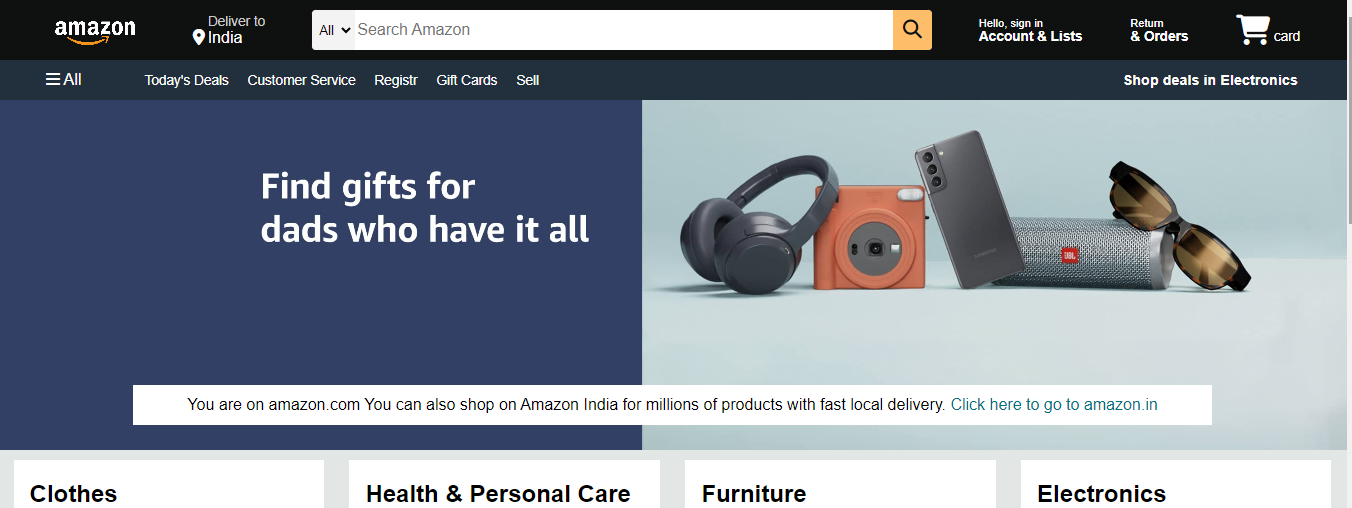 amazon
Deliver to
India
All
Search Amazon
Hello, sign in
Account & Lists
Return
& Orders
card
All
Today's Deals
Customer Service
Registr
Gift Cards
Sell
Shop deals in Electronics
Find gifts for
dads who have it all
SAMSUNG
JBL
You are on amazon.com You can also shop on Amazon India for millions of products with fast local delivery. Click here to go to amazon.in
Clothes
Health & Personal Care
Furniture
Electronics